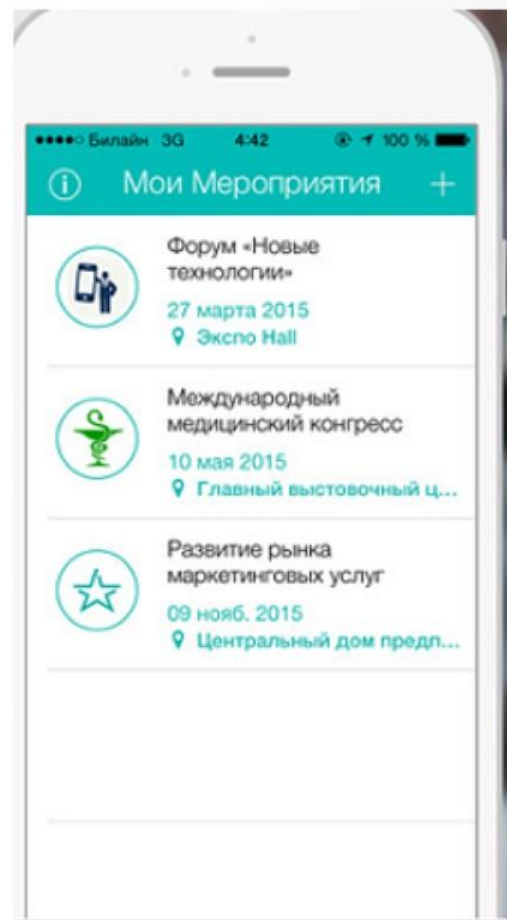 Билайн 3G 4:42 100 %
Мои Мероприятия
Форум «Новые
технологии»
27 марта 2015
Экспо Hall
Международный
медицинский конгресс
10 мая 2015
Главный выстовочный ц...
Развитие рынка
маркетинговых услуг
09 нояб. 2015
Центральный дом предп...